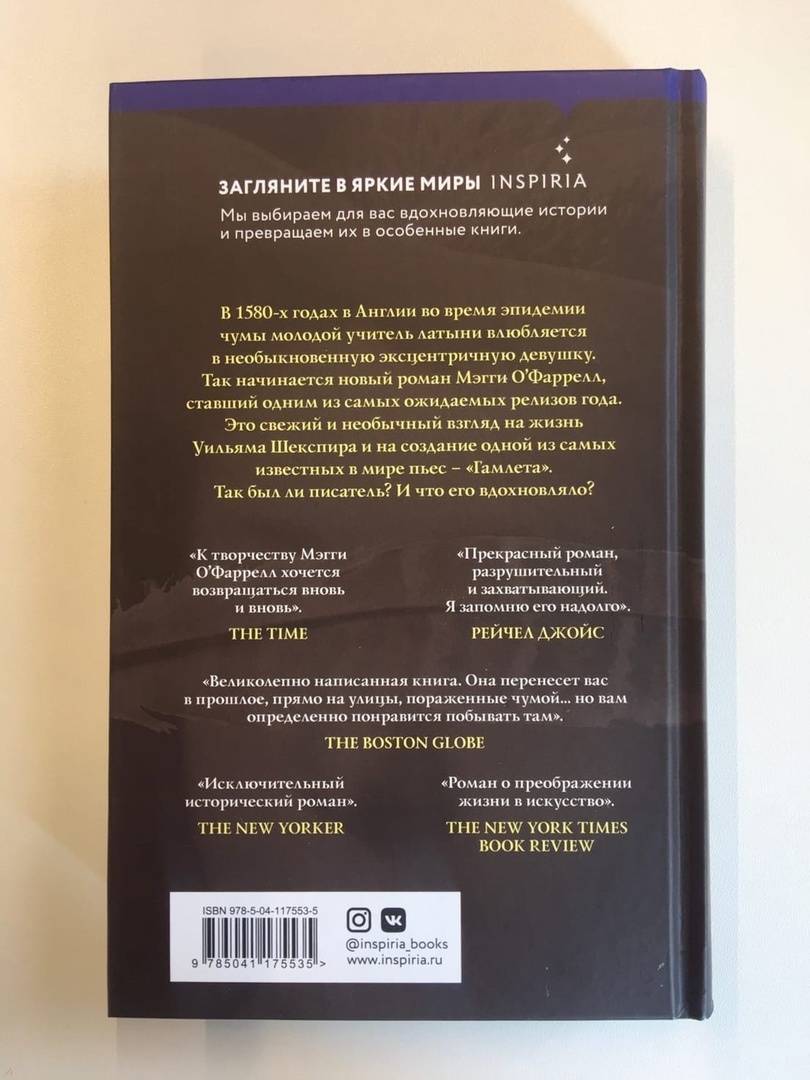 ЗАГЛЯНИТЕ В ЯРКИЕ МИРЫ INSPIRIA
Мы выбираем для вас вдохновляющие истории
и превращаем их в особенные книги.
В 1580-х годах в Англии во время эпидемии
чумы молодой учитель латыни влюбляется
в необыкновенную эксцентричную девушку.
Так начинается новый роман Мэгги О'Фаррелл,
ставший одним из самых ожидаемых релизов года.
Это свежий и необычный взгляд на жизнь
Уильяма Шекспира и на создание одной из самых
известных в мире пьес – «Гамлета».
Так был ли писатель? И что его вдохновляло?
«К творчеству Мэгги
О'Фаррелл хочется
возвращаться вновь
и вновь».
THE TIME
«Прекрасный роман,
разрушительный
и захватывающий.
Я запомню его надолго».
РЕЙЧЕЛ ДЖОЙС
«Великолепно написанная книга. Она перенесет вас
в прошлое, прямо на улицы, пораженные чумой... но вам
определенно понравится побывать там».
THE BOSTON GLOBE
«Исключительный
исторический роман».
THE NEW YORKER
«Роман о преображении
жизни в искусство».
THE NEW YORK TIMES
BOOK REVIEW
ISBN 978-5-04-117553-5
9 785041 175535 >
@inspiria_books
www.inspiria.ru